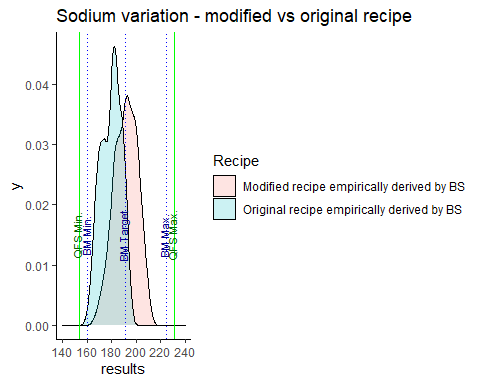 Sodium variation - modified vs original recipe
y
0.04
0.03
0.02
0.01
0.00
QFS Min.
BM Min.
BM Target
BM Max.
QFS Max.
140 160 180 200 220 240
results
Recipe
Modified recipe empirically derived by BS
Original recipe empirically derived by BS